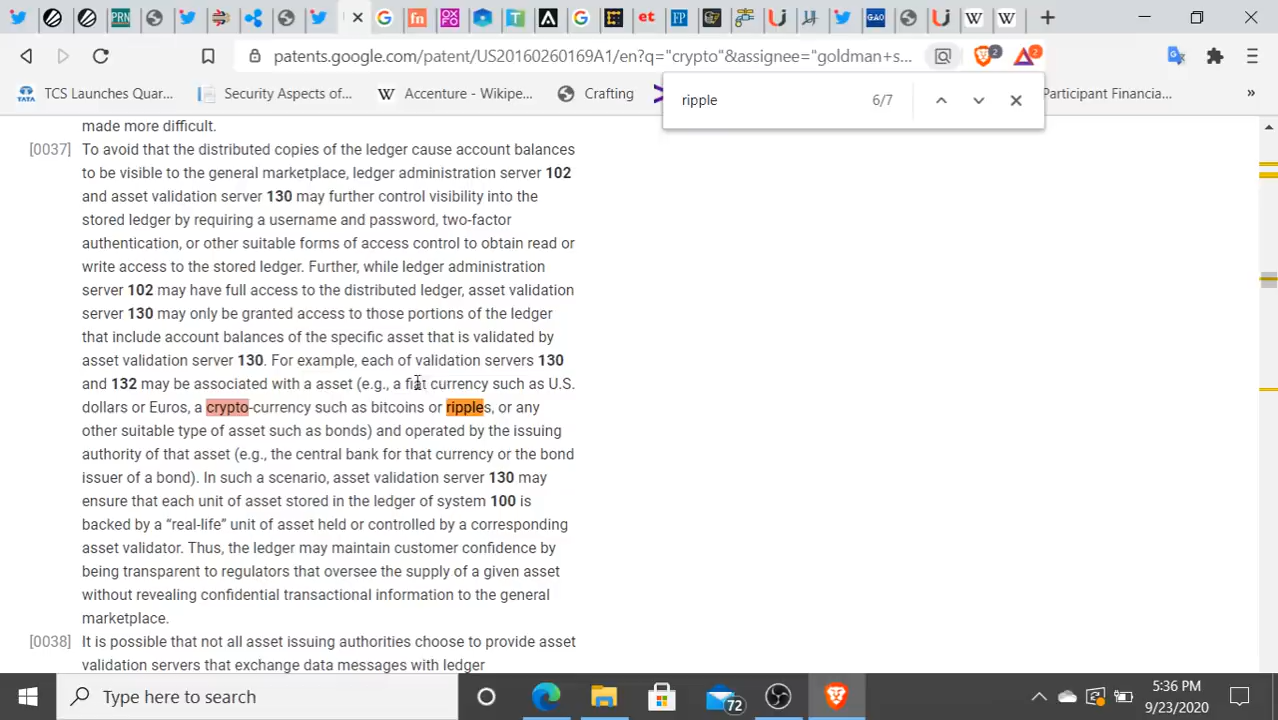 patents.google.com/patent/US20160260169A1/en?q="crypto"&assignee="goldman+s...
2
2
TCS Launches Quar...
Security Aspects of...
Accenture - Wikipe...
Crafting
Participant Financia...
»
ripple
6/7
made more difficult.
[0037] To avoid that the distributed copies of the ledger cause account balances
to be visible to the general marketplace, ledger administration server 102
and asset validation server 130 may further control visibility into the
stored ledger by requiring a username and password, two-factor
authentication, or other suitable forms of access control to obtain read or
write access to the stored ledger. Further, while ledger administration
server 102 may have full access to the distributed ledger, asset validation
server 130 may only be granted access to those portions of the ledger
that include account balances of the specific asset that is validated by
asset validation server 130. For example, each of validation servers 130
and 132 may be associated with a asset (e.g., a fiat currency such as U.S.
dollars or Euros, a crypto-currency such as bitcoins or ripples, or any
other suitable type of asset such as bonds) and operated by the issuing
authority of that asset (e.g., the central bank for that currency or the bond
issuer of a bond). In such a scenario, asset validation server 130 may
ensure that each unit of asset stored in the ledger of system 100 is
backed by a “real-life” unit of asset held or controlled by a corresponding
asset validator. Thus, the ledger may maintain customer confidence by
being transparent to regulators that oversee the supply of a given asset
without revealing confidential transactional information to the general
marketplace.
[0038] It is possible that not all asset issuing authorities choose to provide asset
validation servers that exchange data messages with ledger
Type here to search
72
5:36 PM
9/23/2020